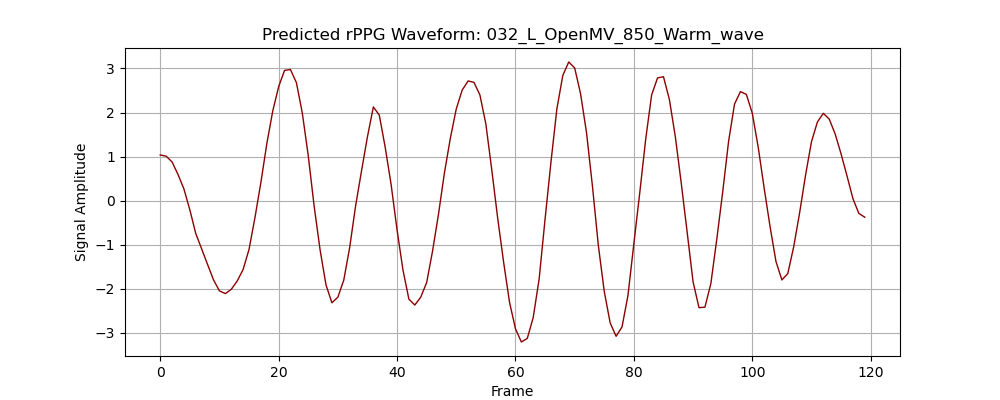 Predicted rPPG Waveform: 032_L_OpenMV_850_Warm_wave
Signal Amplitude
3
2
1
0
−1
−2
−3
0 20 40 60 80 100 120
Frame